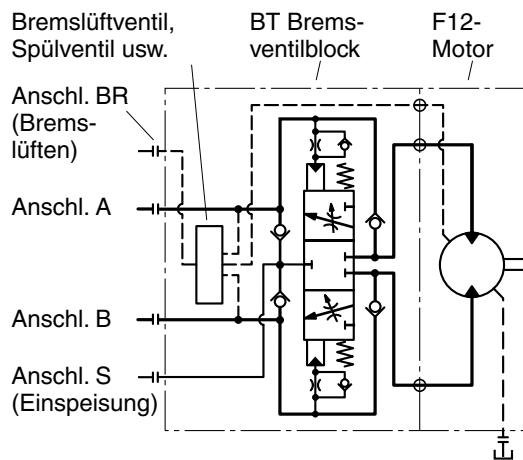 Bremslüftventil,
Spülventil usw.
BT Brems-
ventilblock
F12-
Motor
Anschl. BR
(Brems-
lüften)
Anschl. A
Anschl. B
Anschl. S
(Einspeisung)